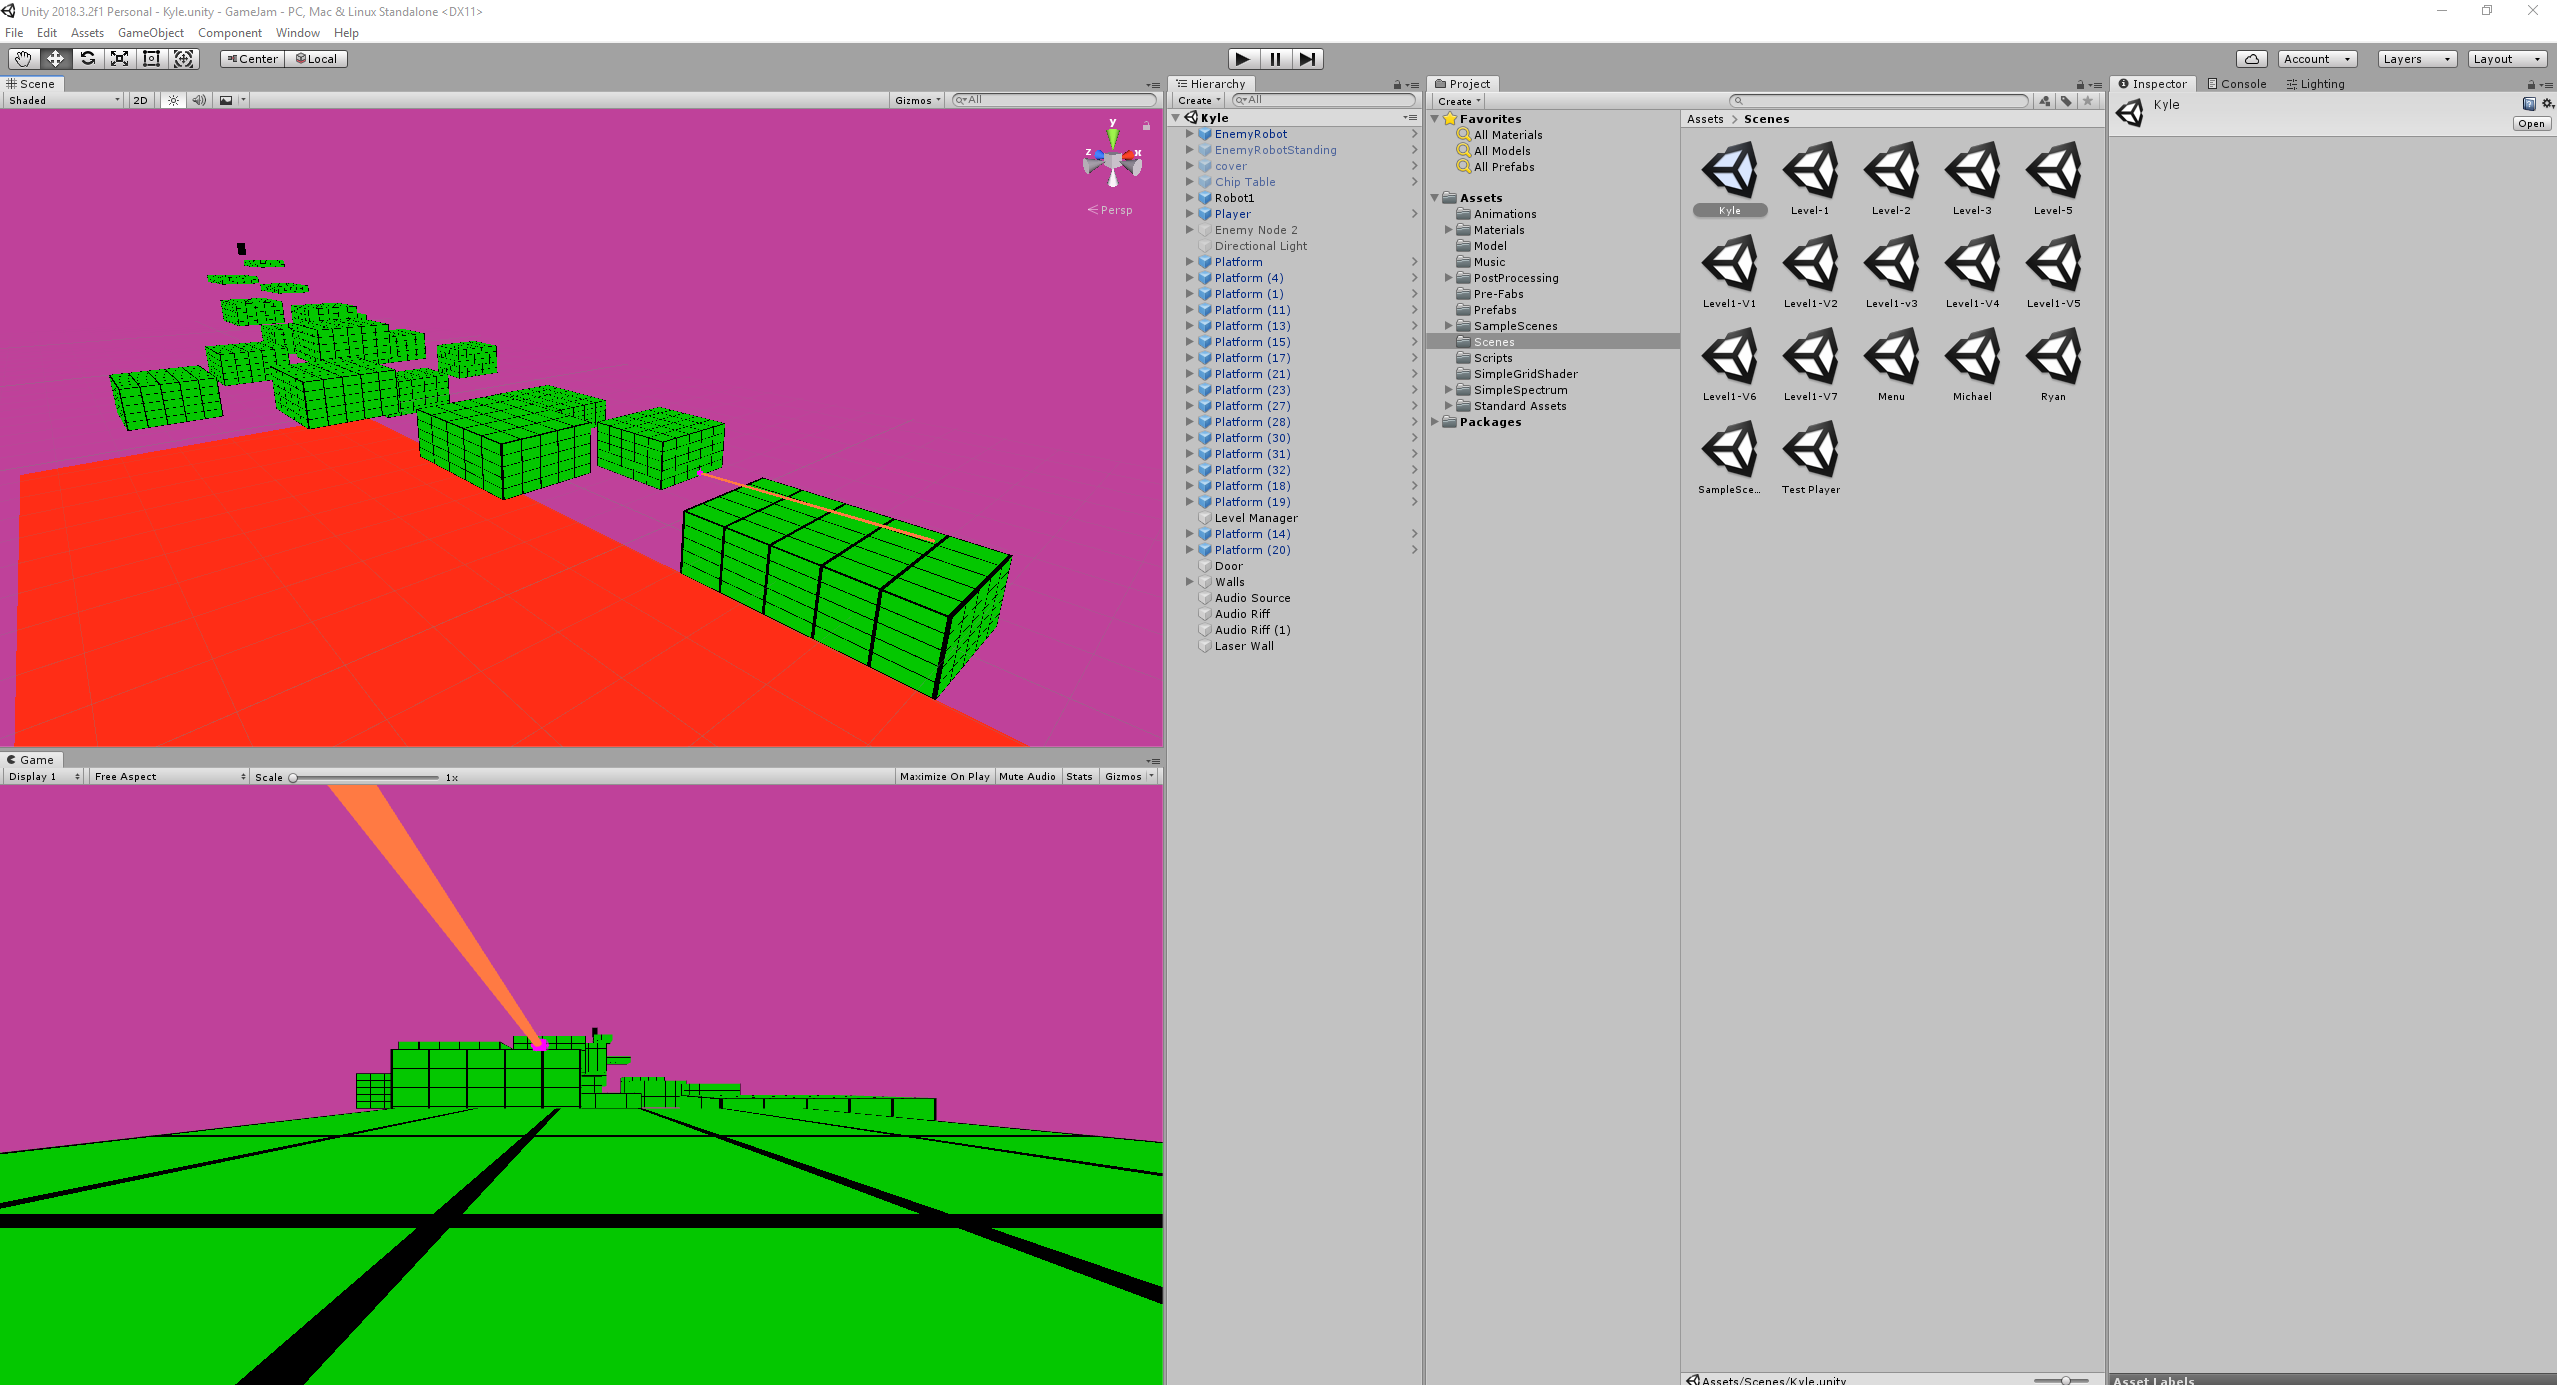 Unity 2018.3.2f1 Personal - Kyle.unity - GameJam - PC, Mac & Linux Standalone <DX11>
File Edit Assets GameObject Component Window Help
Center Local
Account Layers Layout
Scene
Shaded 2D Gizmos All
y
z x
Persp
Game
Display 1 Free Aspect Scale 1x Maximize On Play Mute Audio Stats Gizmos
Hierarchy
Create All
Kyle
EnemyRobot
EnemyRobotStanding
cover
Chip Table
Robot1
Player
Enemy Node 2
Directional Light
Platform
Platform (4)
Platform (1)
Platform (11)
Platform (13)
Platform (15)
Platform (17)
Platform (21)
Platform (23)
Platform (27)
Platform (28)
Platform (30)
Platform (31)
Platform (32)
Platform (18)
Platform (19)
Level Manager
Platform (14)
Platform (20)
Door
Walls
Audio Source
Audio Riff
Audio Riff (1)
Laser Wall
Project
Create
Favorites
All Materials
All Models
All Prefabs
Assets
Animations
Materials
Model
Music
PostProcessing
Pre-Fabs
Prefabs
SampleScenes
Scenes
Scripts
SimpleGridShader
SimpleSpectrum
Standard Assets
Packages
Assets > Scenes
Kyle Level-1 Level-2 Level-3 Level-5
Level1-V1 Level1-V2 Level1-v3 Level1-V4 Level1-V5
Level1-V6 Level1-V7 Menu Michael Ryan
SampleSce... Test Player
Assets/Scenes/Kyle.unity
Inspector Console Lighting
Kyle
Open
Asset Labels